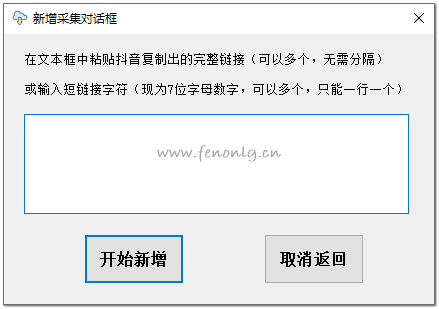 新增采集对话框
在文本框中粘贴抖音复制出的完整链接（可以多个，无需分隔）
或输入短链接字符（现为7位字母数字，可以多个，只能一行一个）
www.fenonlg.cn
开始新增 取消返回